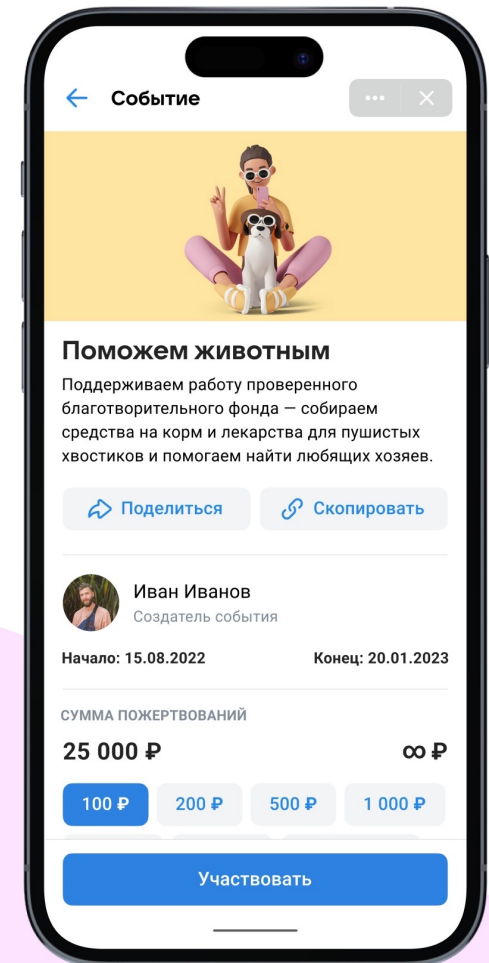 Событие
Поможем животным
Поддерживаем работу проверенного
благотворительного фонда — собираем
средства на корм и лекарства для пушистых
хвостиков и помогаем найти любящих хозяев.
Поделиться Скопировать
Иван Иванов
Создатель события
Начало: 15.08.2022 Конец: 20.01.2023
СУММА ПОЖЕРТВОВАНИЙ
25 000 ₽ ∞ ₽
100 ₽ 200 ₽ 500 ₽ 1 000 ₽
Участвовать